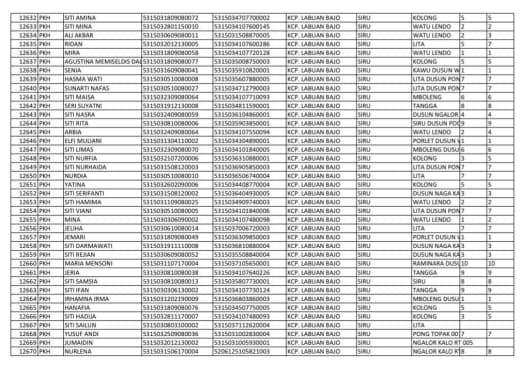 12632 PKH SITI AMINA 5315031809080072 5315034707700002 KCP. LABUAN BAJO SIRU KOLONG 5 5
12633 PKH SITI MINA 5315032801150010 5315034107600145 KCP. LABUAN BAJO SIRU WATU LENDO 2 2
12634 PKH ALI AKBAR 5315030609080011 5315031508870005 KCP. LABUAN BAJO SIRU WATU LENDO 2 3
12635 PKH RIDAN 5315032012130005 5315034107600286 KCP. LABUAN BAJO SIRU LITA 5 7
12636 PKH MIRA 5315031809080058 5315034107720128 KCP. LABUAN BAJO SIRU WATU LENDO 1 1
12637 PKH AGUSTINA MEMISELDIS DAL 5315031809080077 5315035008750003 KCP. LABUAN BAJO SIRU KOLONG 5 5
12638 PKH SENIA 5315031609080041 5315035910820001 KCP. LABUAN BAJO SIRU KAWU DUSUN W 1 1
12639 PKH HASMA WATI 5315030510080008 5315035607880005 KCP. LABUAN BAJO SIRU LITA DUSUN PON 7 7
12640 PKH SUNARTI NAFAS 5315030510080027 5315034712790003 KCP. LABUAN BAJO SIRU LITA DUSUN PON 7 7
12641 PKH SITI MAISA 5315032309080064 5315034107710093 KCP. LABUAN BAJO SIRU MBOLENG 6 6
12642 PKH SERI SUYATNI 5315031912130008 5315034811590001 KCP. LABUAN BAJO SIRU TANGGA 8 8
12643 PKH SITI NASRA 5315032409080059 5315036104860001 KCP. LABUAN BAJO SIRU DUSUN NGALOR 4 4
12644 PKH SITI RITA 5315030810080006 5315035903850001 KCP. LABUAN BAJO SIRU SIRU DUSUN POO 9 9
12645 PKH ARBIA 5315032409080064 5315034107550094 KCP. LABUAN BAJO SIRU WATU LENDO 2 4
12646 PKH ELFI MULIANI 5315031304110002 5315034304890001 KCP. LABUAN BAJO SIRU PORLET DUSUN W 1 1
12647 PKH SITI LIMAS 5315032309080070 5315034101840005 KCP. LABUAN BAJO SIRU MBOLENG DUSU 6 6
12648 PKH SITI NURFIA 5315032107200006 5315036310880001 KCP. LABUAN BAJO SIRU KOLONG 3 5
12649 PKH SITI NURHAIDA 5315031508120003 5315036905850003 KCP. LABUAN BAJO SIRU LITA DUSUN PON 7 7
12650 PKH NURDIA 5315030510080010 5315036506740004 KCP. LABUAN BAJO SIRU LITA 7 7
12651 PKH YATINA 5315032602090006 5315034408770004 KCP. LABUAN BAJO SIRU KOLONG 5 5
12652 PKH SITI SERIFANTI 5315031508120002 5315036404930005 KCP. LABUAN BAJO SIRU DUSUN NAGA KA 3 3
12653 PKH SITI HAMIMA 5315031109080025 5315034909740003 KCP. LABUAN BAJO SIRU WATU LENDO 2 2
12654 PKH SITI VIANI 5315030510080005 5315034101840006 KCP. LABUAN BAJO SIRU LITA DUSUN PON 7 7
12655 PKH MINA 5315030306090002 5315034107480098 KCP. LABUAN BAJO SIRU WATU LENDO 1 2
12656 PKH JELIHA 5315030610080014 5315037006720003 KCP. LABUAN BAJO SIRU LITA 7 7
12657 PKH JEMARI 5315031809080049 5315036309850003 KCP. LABUAN BAJO SIRU PORLET DUSUN W 1 1
12658 PKH SITI DARMAWATI 5315031911110008 5315036810880004 KCP. LABUAN BAJO SIRU DUSUN NAGA KA 3 3
12659 PKH SITI REJIAN 5315030609080052 5315035508840004 KCP. LABUAN BAJO SIRU DUSUN NAGA KA 3 3
12660 PKH MARIA MENSONI 5315031107170004 5315037105650001 KCP. LABUAN BAJO SIRU RAMINARA DUSU 10 10
12661 PKH JERIA 5315030810080038 5315034107640226 KCP. LABUAN BAJO SIRU TANGGA 9 9
12662 PKH SITI SAMSIA 5315030810080013 5315035807730001 KCP. LABUAN BAJO SIRU SIRU 8 8
12663 PKH SITI IFAN 5315030306130002 5315034107730124 KCP. LABUAN BAJO SIRU TANGGA 9 9
12664 PKH IRHAMNA IRMA 5315031202190009 5315036803860003 KCP. LABUAN BAJO SIRU MBOLENG DUSU 1 1
12665 PKH HANAFIA 5315031809080076 5315034507750005 KCP. LABUAN BAJO SIRU KOLONG 5 5
12666 PKH SITI HADIJA 5315032811170007 5315034107480093 KCP. LABUAN BAJO SIRU KOLONG 3 5
12667 PKH SITI SAILUN 5315030803100002 5315037112620004 KCP. LABUAN BAJO SIRU LITA
12668 PKH YUSUF ANDI 5315032509080036 5315031002830004 KCP. LABUAN BAJO SIRU PONG TOPAK 007 7
12669 PKH JUMAIDIN 5315032012130002 5315031005930001 KCP. LABUAN BAJO SIRU NGALOR KALO RT 005
12670 PKH NURLENA 5315031506170004 5206125105821003 KCP. LABUAN BAJO SIRU NGALOR KALO RT 8 8